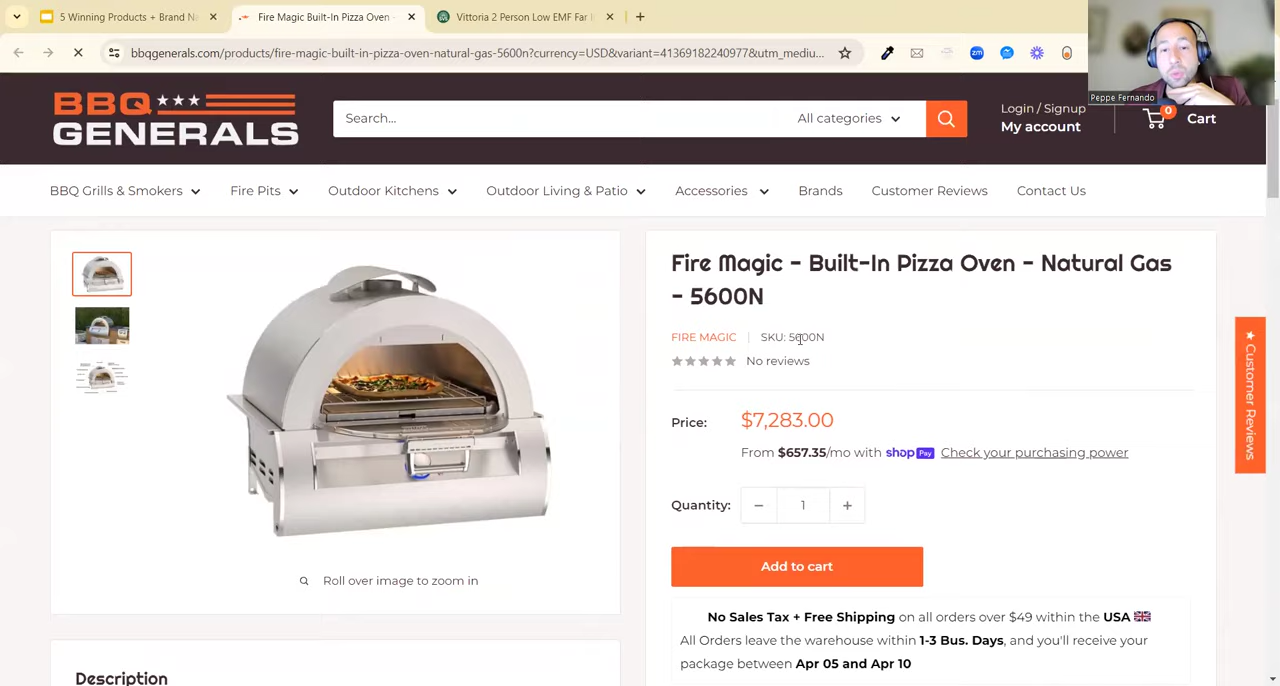 5 Winning Products + Brand Na
Fire Magic Built-In Pizza Oven -
Vittoria 2 Person Low EMF Far I
bbqgenerals.com/products/fire-magic-built-in-pizza-oven-natural-gas-5600n?currency=USD&variant=41369182240977&utm_mediu...
zm
Peppe Fernando
BBQ
GENERALS
Search...
All categories
Login / Signup
My account
0
Cart
BBQ Grills & Smokers
Fire Pits
Outdoor Kitchens
Outdoor Living & Patio
Accessories
Brands
Customer Reviews
Contact Us
Fire Magic - Built-In Pizza Oven - Natural Gas
- 5600N
FIRE MAGIC
SKU: 5600N
No reviews
Price:
$7,283.00
From $657.35/mo with shop Pay Check your purchasing power
Quantity:
1
Add to cart
No Sales Tax + Free Shipping on all orders over $49 within the USA
All Orders leave the warehouse within 1-3 Bus. Days, and you'll receive your
package between Apr 05 and Apr 10
Roll over image to zoom in
Description
★ Customer Reviews